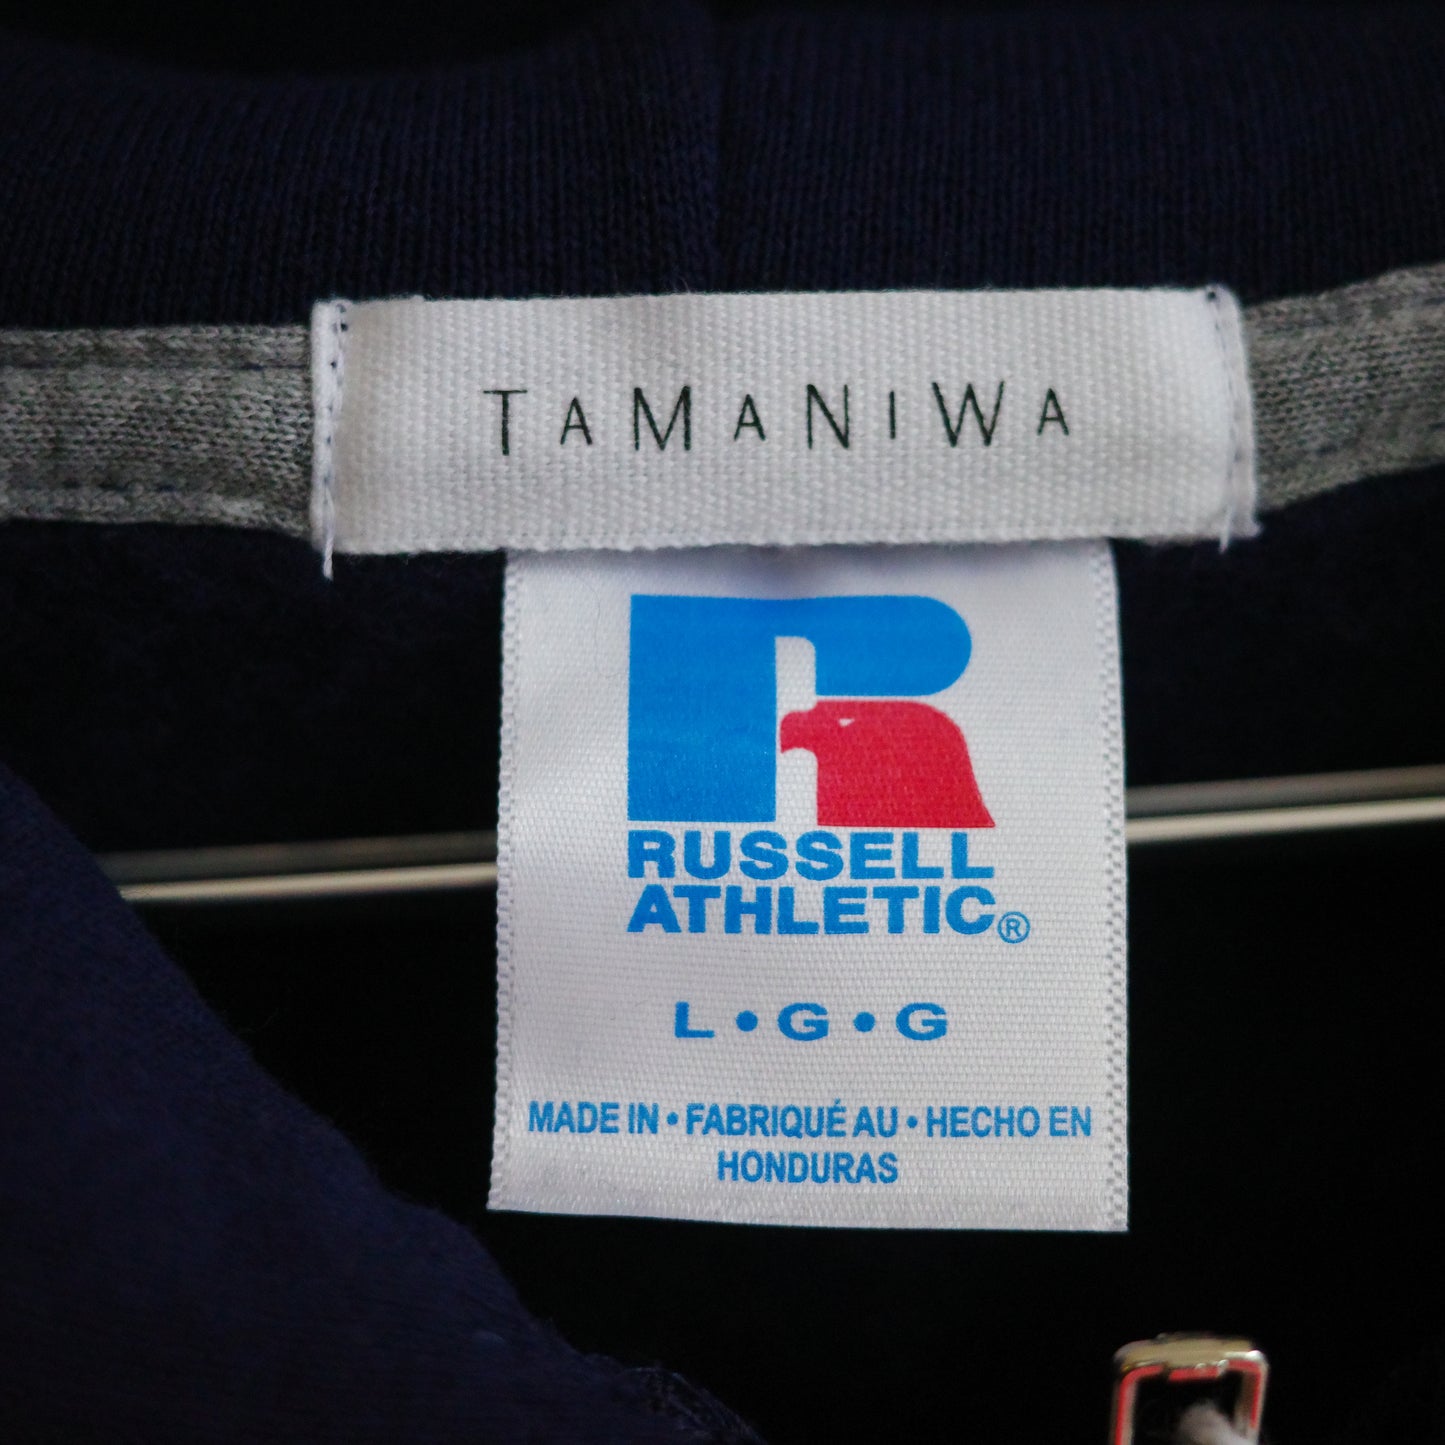 TaMaNiWa
RUSSELL
ATHLETIC®
L • G • G
MADE IN • FABRIQUÉ AU • HECHO EN
HONDURAS